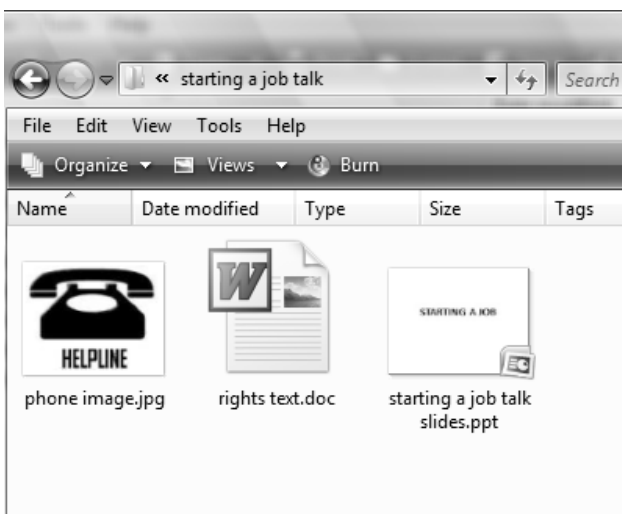 « starting a job talk
Search
File Edit View Tools Help
Organize Views Burn
Name Date modified Type Size Tags
HELPLINE
W
STARTING A JOB
phone image.jpg
rights text.doc
starting a job talk
slides.ppt